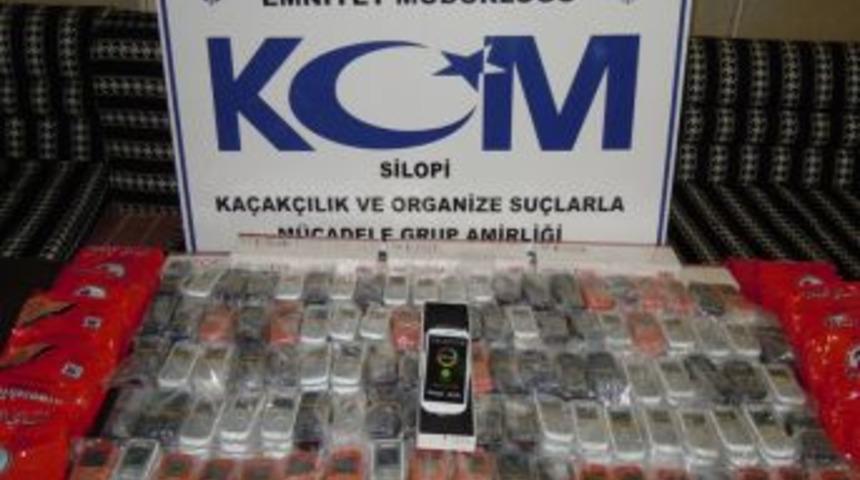 EMNİYET MÜDÜRLÜĞÜ
KOM
SİLOPİ
KAÇAKÇILIK VE ORGANİZE SUÇLARLA
MÜCADELE GRUP AMİRLİĞİ